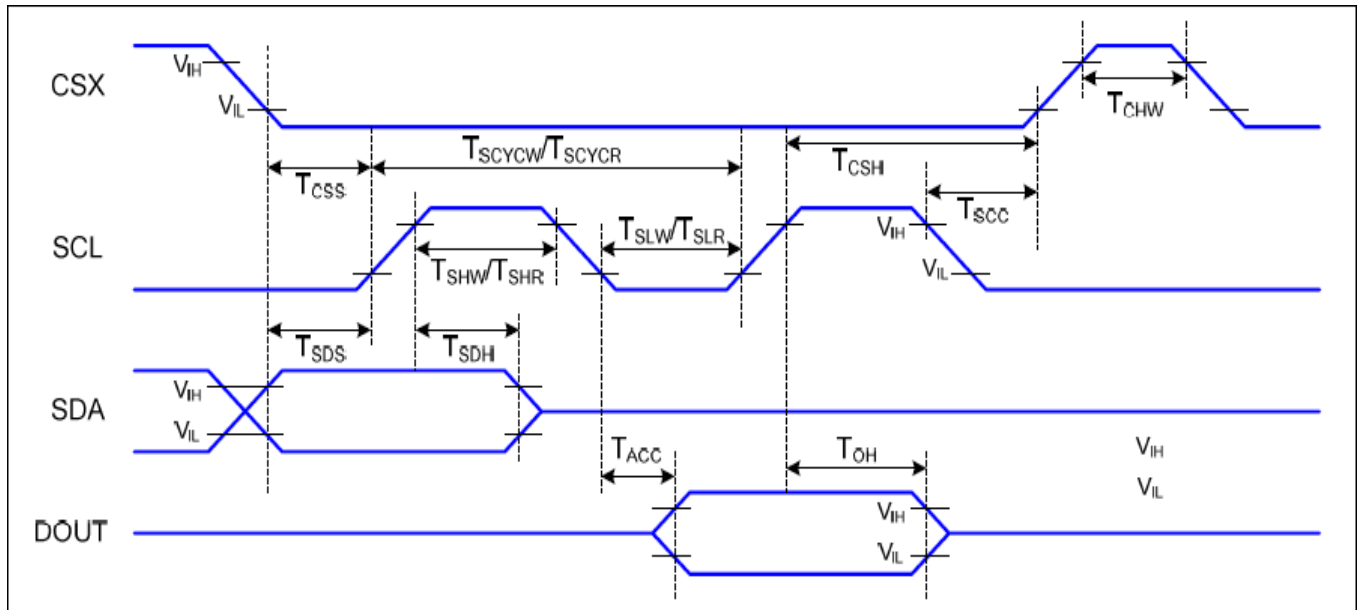 CSX
VIH
VIL
TCHW
TSCYCW/TSCYCR
TCSS
TCSH
TSCC
SCL
TSHW/TSHR
TSLW/TSLR
VIH
VIL
TSDS
TSDH
SDA
VIH
VIL
TACC
TOH
VIH
VIL
DOUT
VIH
VIL